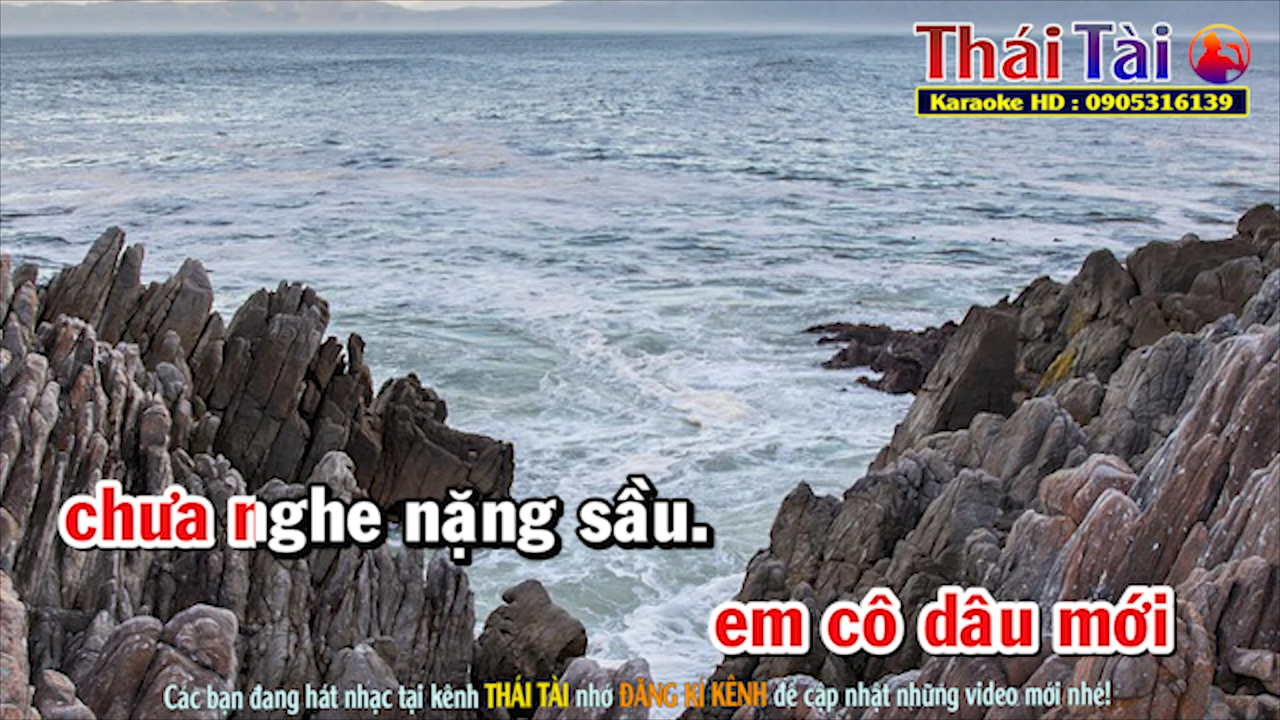 Thái Tài
Karaoke HD : 0905316139
chưa nghe nặng sầu.
em cô dâu mới
Các bạn đang hát nhạc tại kênh THÁI TÀI nhớ ĐĂNG KÍ KÊNH để cập nhật những video mới nhé!